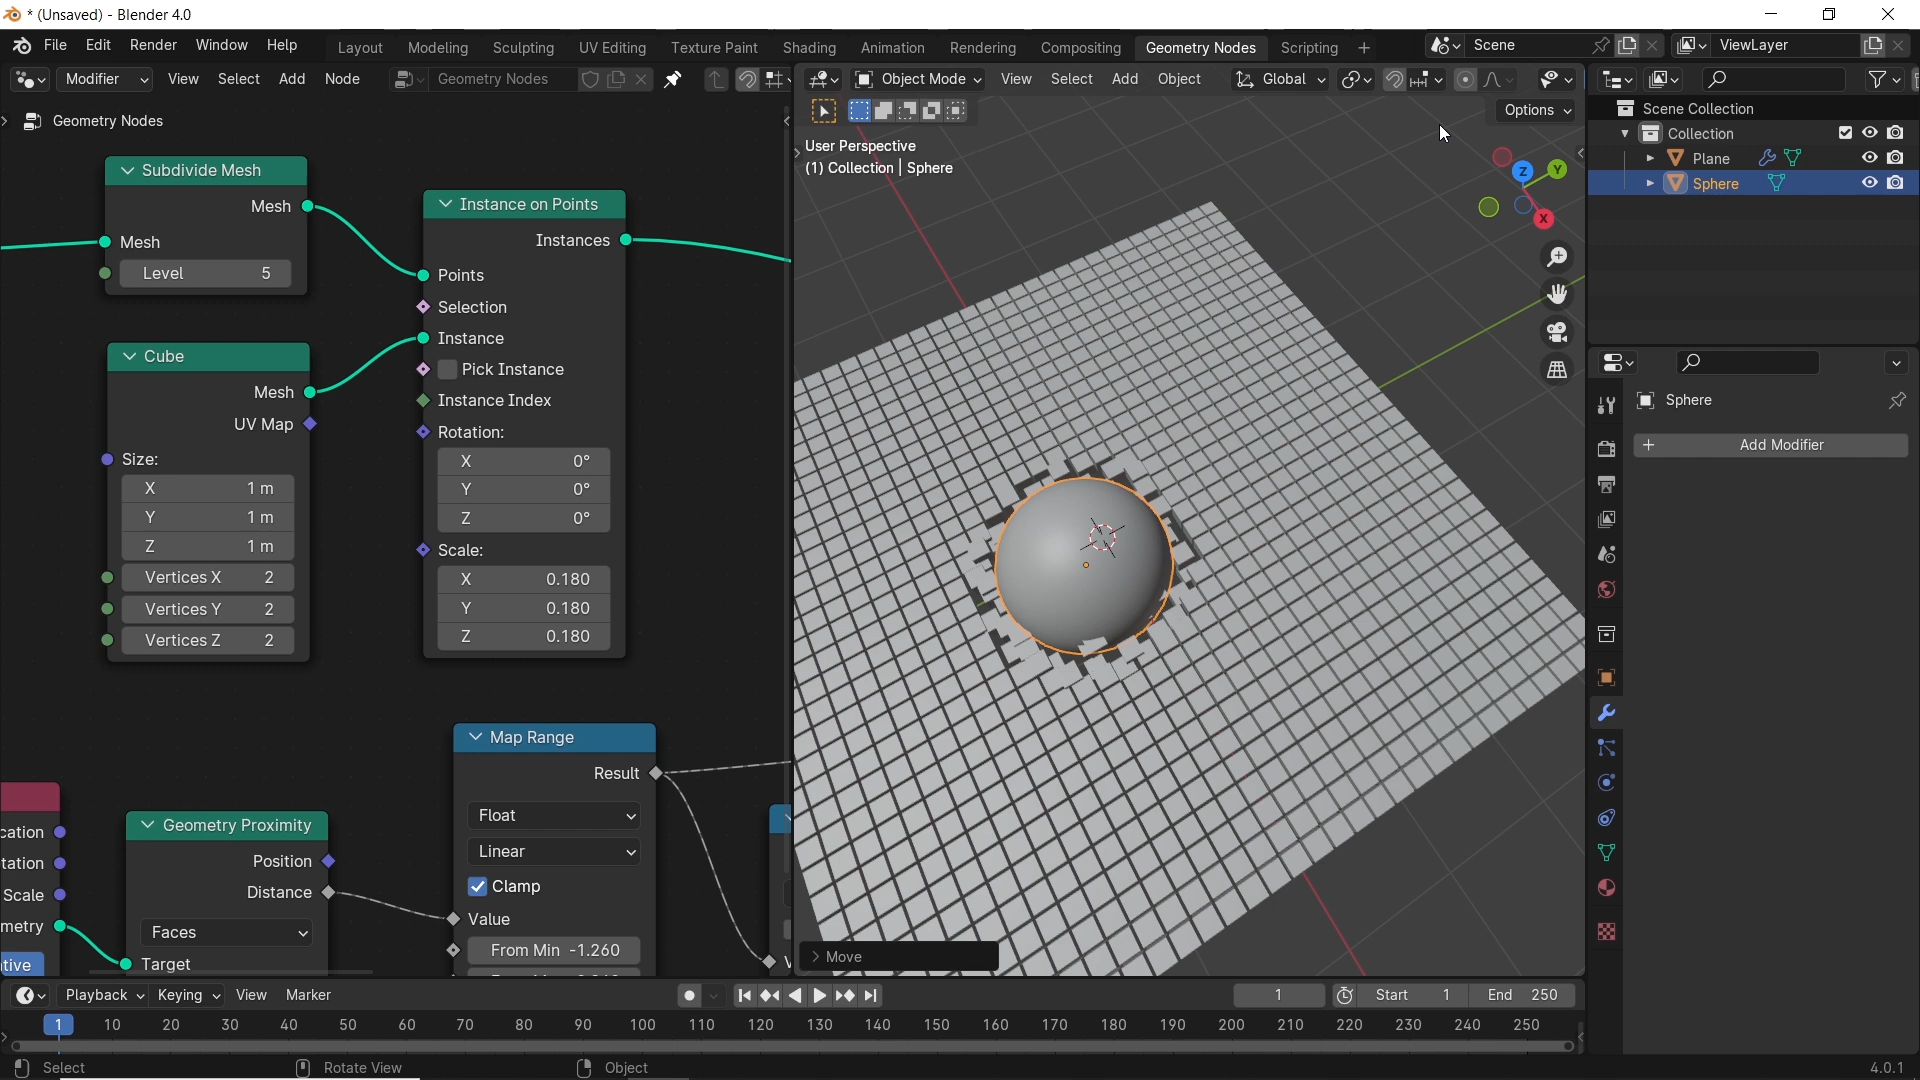 * (Unsaved) - Blender 4.0
File Edit Render Window Help Layout Modeling Sculpting UV Editing Texture Paint Shading Animation Rendering Compositing Geometry Nodes Scripting + Scene ViewLayer
Modifier View Select Add Node Geometry Nodes
Object Mode View Select Add Object Global
Options
Geometry Nodes
User Perspective
(1) Collection | Sphere
Subdivide Mesh
Mesh
Mesh
Level 5
Instance on Points
Instances
Points
Selection
Instance
Pick Instance
Instance Index
Rotation:
X 0°
Y 0°
Z 0°
Scale:
X 0.180
Y 0.180
Z 0.180
Cube
Mesh
UV Map
Size:
X 1 m
Y 1 m
Z 1 m
Vertices X 2
Vertices Y 2
Vertices Z 2
Map Range
Result
Float
Linear
Clamp
Value
From Min -1.260
cation
tation
Scale
metry
tive
Geometry Proximity
Position
Distance
Faces
Target
Z
Y
X
Move
Scene Collection
Collection
Plane
Sphere
Sphere
+ Add Modifier
Playback Keying View Marker 1 Start 1 End 250
1 10 20 30 40 50 60 70 80 90 100 110 120 130 140 150 160 170 180 190 200 210 220 230 240 250
Select Rotate View Object 4.0.1